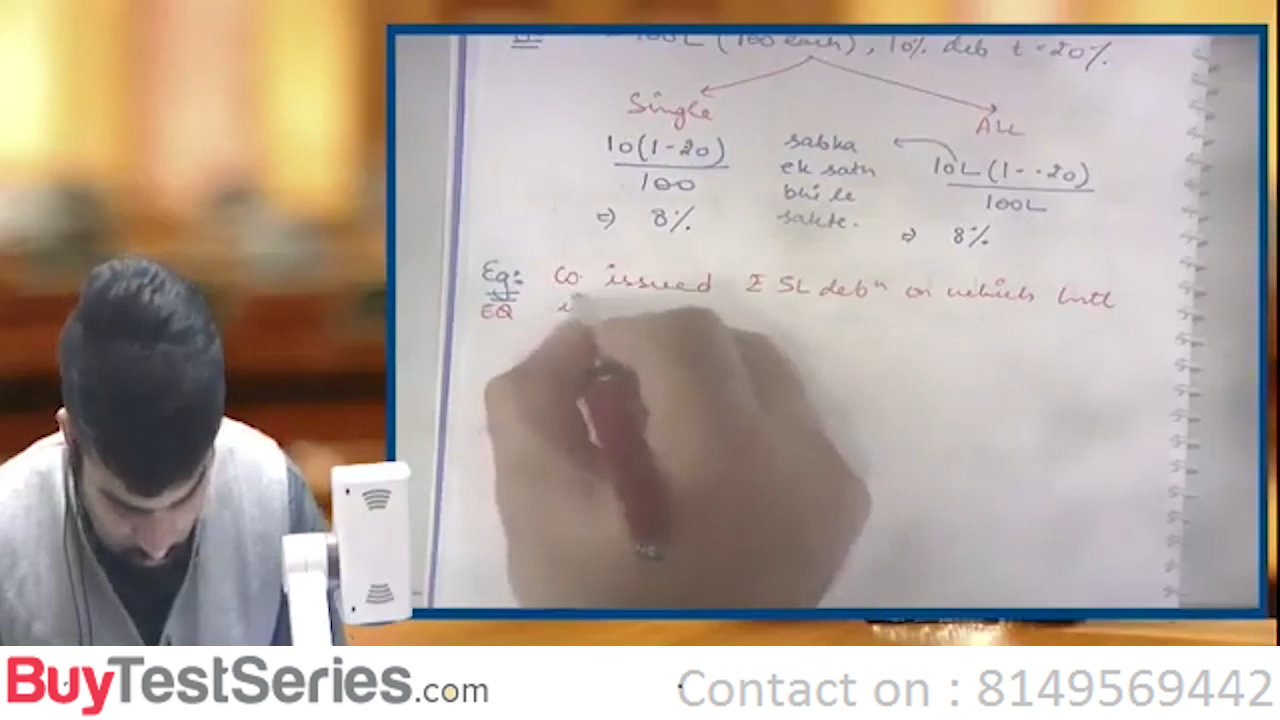 100L (100 each), 10% deb t = 20%
Single
ALL
10(1-20)
100
⇒ 8%
sabka
ek sath
bhi le
sakte.
10L(1-.20)
100L
⇒ 8%
Eg: Co issued ₹ 5L debⁿ on which Intt
EQ
BuyTestSeries.com
Contact on : 8149569442